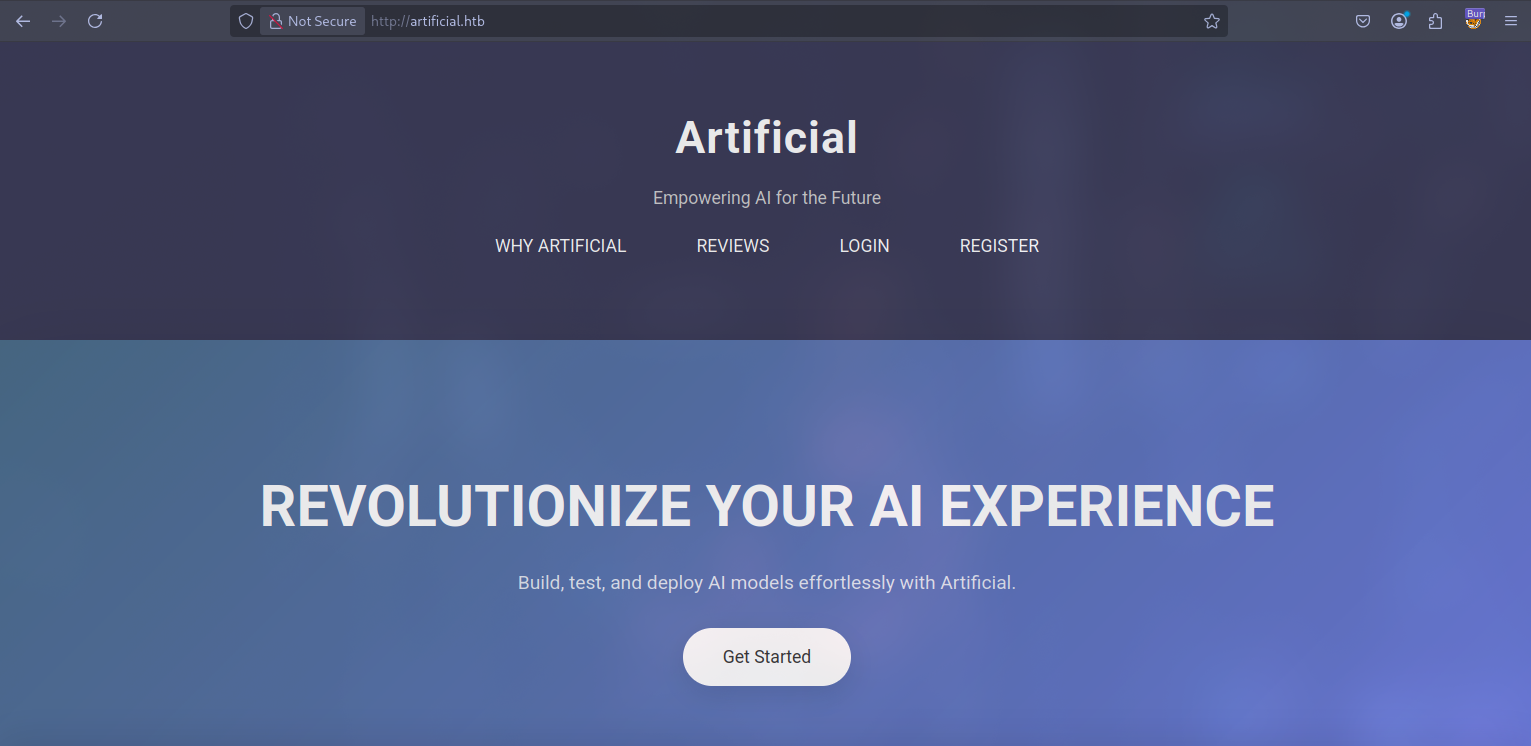 Not Secure http://artificial.htb
Artificial
Empowering AI for the Future
WHY ARTIFICIAL REVIEWS LOGIN REGISTER
REVOLUTIONIZE YOUR AI EXPERIENCE
Build, test, and deploy AI models effortlessly with Artificial.
Get Started